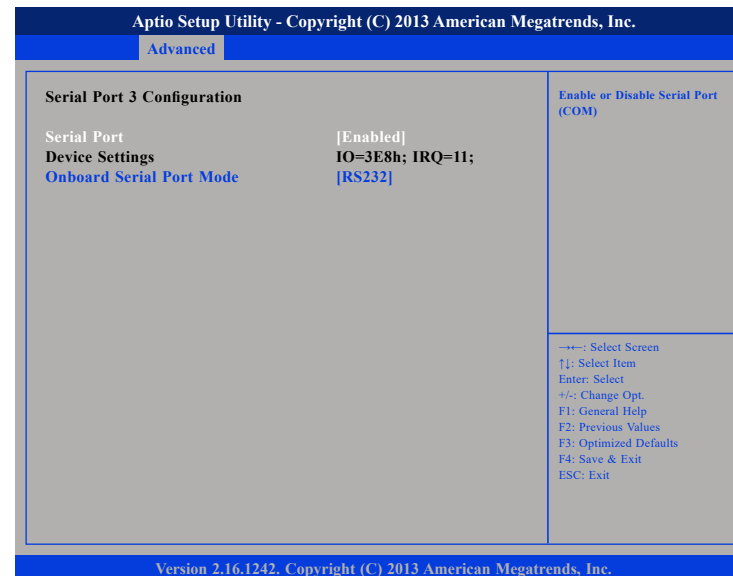 Aptio Setup Utility - Copyright (C) 2013 American Megatrends, Inc.
Advanced
Serial Port 3 Configuration
Serial Port [Enabled]
Device Settings IO=3E8h; IRQ=11;
Onboard Serial Port Mode [RS232]
Enable or Disable Serial Port
(COM)
→←: Select Screen
↑↓: Select Item
Enter: Select
+/-: Change Opt.
F1: General Help
F2: Previous Values
F3: Optimized Defaults
F4: Save & Exit
ESC: Exit
Version 2.16.1242. Copyright (C) 2013 American Megatrends, Inc.